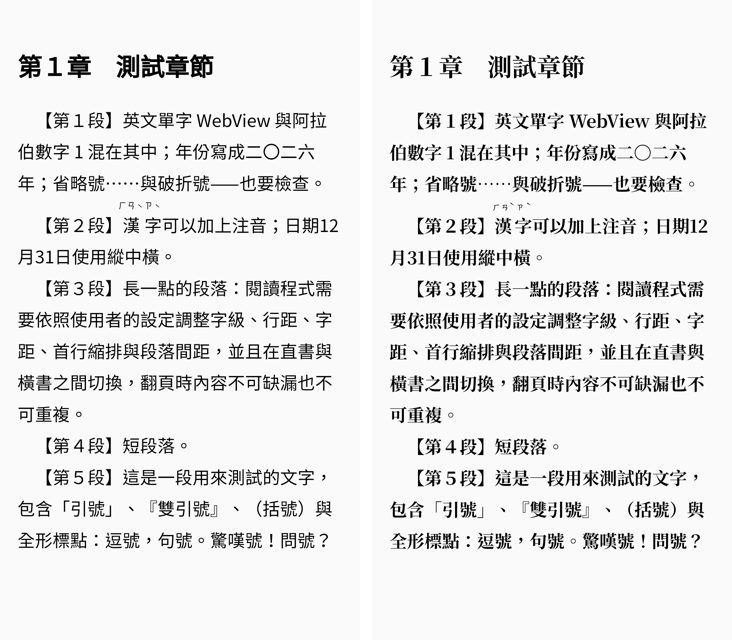 第１章　測試章節
【第１段】英文單字 WebView 與阿拉
伯數字 1 混在其中；年份寫成二〇二六
年；省略號⋯⋯與破折號——也要檢查。
ㄏㄢˋㄗˋ
【第２段】漢字可以加上注音；日期12
月31日使用縱中橫。
【第３段】長一點的段落：閱讀程式需
要依照使用者的設定調整字級、行距、字
距、首行縮排與段落間距，並且在直書與
橫書之間切換，翻頁時內容不可缺漏也不
可重複。
【第４段】短段落。
【第５段】這是一段用來測試的文字，
包含「引號」、『雙引號』、（括號）與
全形標點：逗號，句號。驚嘆號！問號？
第１章　測試章節
【第１段】英文單字 WebView 與阿拉
伯數字 1 混在其中；年份寫成二〇二六
年；省略號⋯⋯與破折號——也要檢查。
ㄏㄢˋㄗˋ
【第２段】漢字可以加上注音；日期12
月31日使用縱中橫。
【第３段】長一點的段落：閱讀程式需
要依照使用者的設定調整字級、行距、字
距、首行縮排與段落間距，並且在直書與
橫書之間切換，翻頁時內容不可缺漏也不
可重複。
【第４段】短段落。
【第５段】這是一段用來測試的文字，
包含「引號」、『雙引號』、（括號）與
全形標點：逗號，句號。驚嘆號！問號？